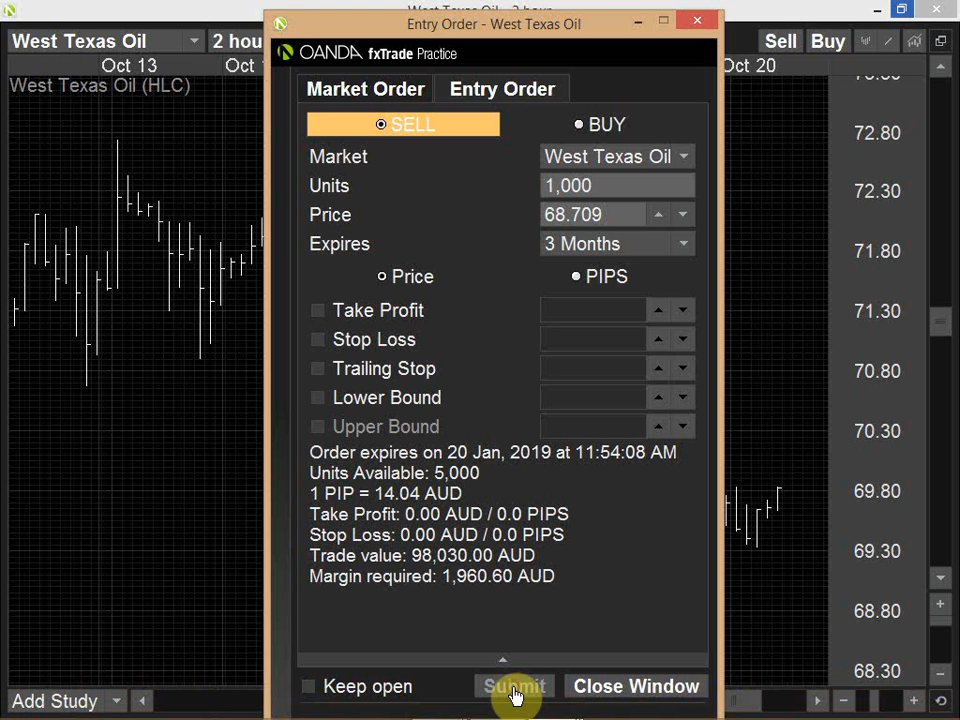 Entry Order - West Texas Oil
West Texas Oil
2 hour
Sell
Buy
OANDA fxTrade Practice
Oct 13
Oct 20
West Texas Oil (HLC)
Market Order
Entry Order
SELL
BUY
Market
West Texas Oil
Units
1,000
Price
68.709
Expires
3 Months
Price
PIPS
Take Profit
Stop Loss
Trailing Stop
Lower Bound
Upper Bound
Order expires on 20 Jan, 2019 at 11:54:08 AM
Units Available: 5,000
1 PIP = 14.04 AUD
Take Profit: 0.00 AUD / 0.0 PIPS
Stop Loss: 0.00 AUD / 0.0 PIPS
Trade value: 98,030.00 AUD
Margin required: 1,960.60 AUD
Keep open
Submit
Close Window
72.80
72.30
71.80
71.30
70.80
70.30
69.80
69.30
68.80
68.30
Add Study